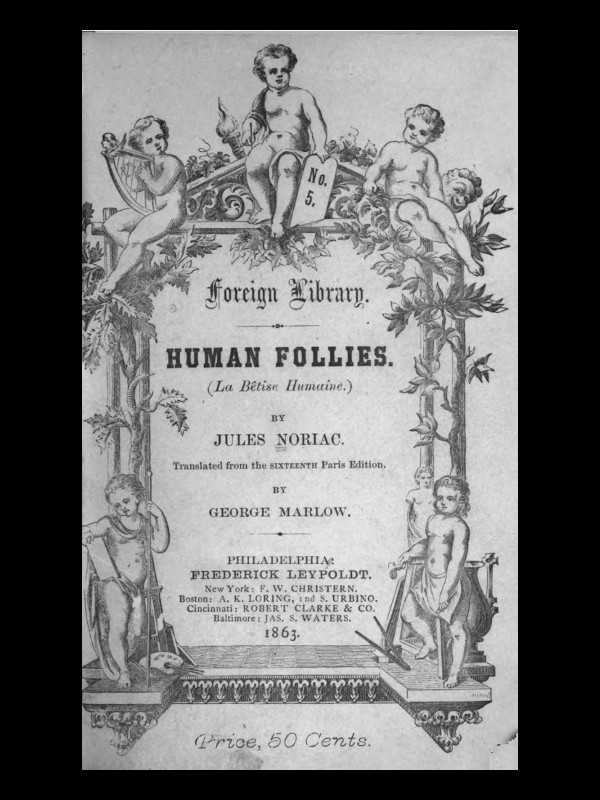 No.
5.
Foreign Library.
HUMAN FOLLIES.
(La Bêtise Humaine.)
BY
JULES NORIAC.
Translated from the SIXTEENTH Paris Edition.
BY
GEORGE MARLOW.
PHILADELPHIA:
FREDERICK LEYPOLDT.
New York: F. W. CHRISTERN.
Boston: A. K. LORING, and S. URBINO.
Cincinnati: ROBERT CLARKE & CO.
Baltimore: JAS. S. WATERS.
1863.
Price, 50 Cents.